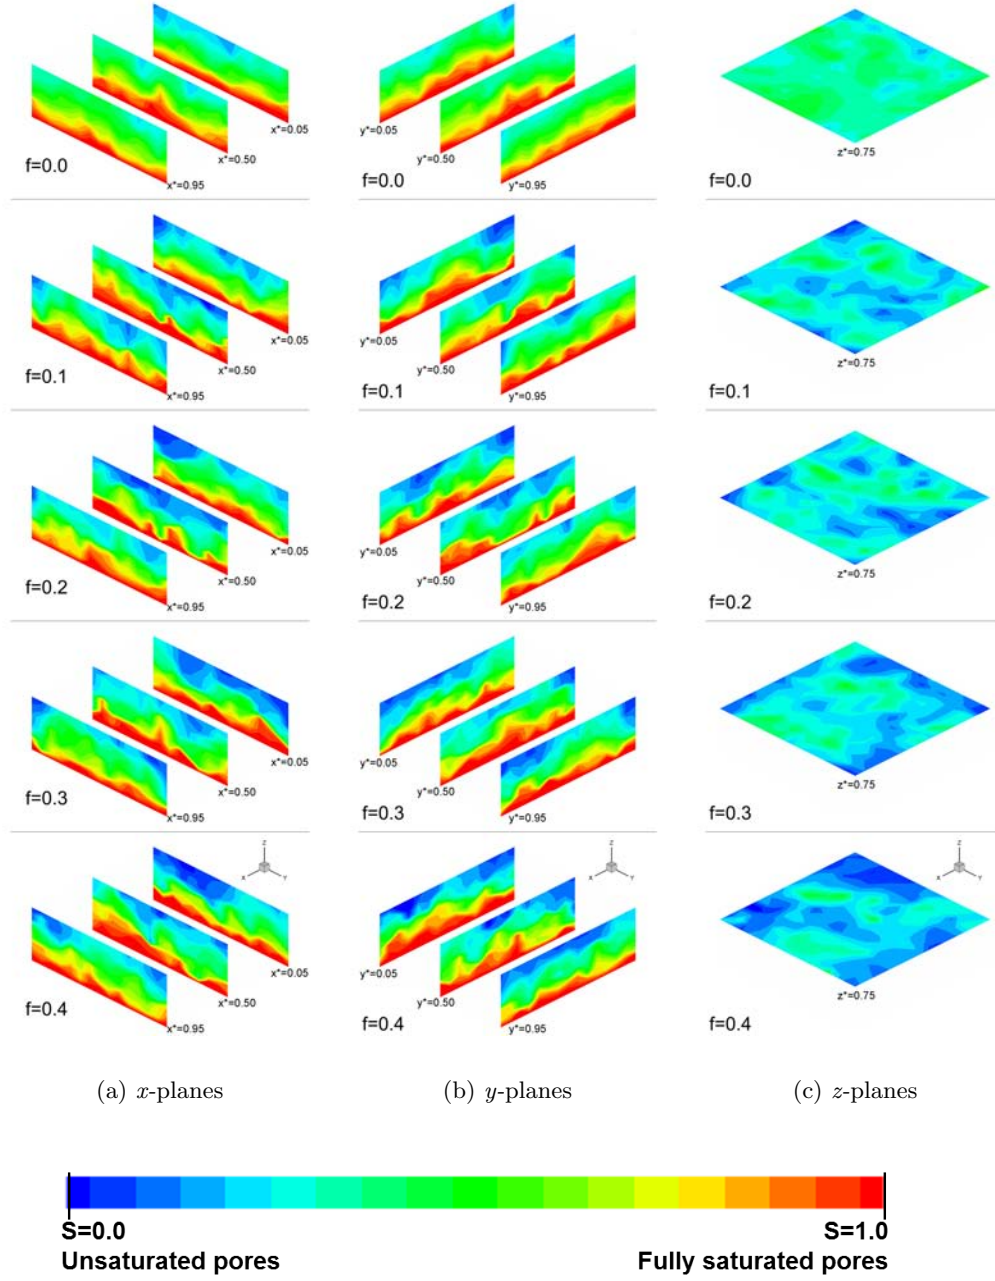 x*=0.05
x*=0.50
x*=0.95
f=0.0
y*=0.05
y*=0.50
y*=0.95
f=0.0
z*=0.75
f=0.0
x*=0.05
x*=0.50
x*=0.95
f=0.1
y*=0.05
y*=0.50
y*=0.95
f=0.1
z*=0.75
f=0.1
x*=0.05
x*=0.50
x*=0.95
f=0.2
y*=0.05
y*=0.50
y*=0.95
f=0.2
z*=0.75
f=0.2
x*=0.05
x*=0.50
x*=0.95
f=0.3
y*=0.05
y*=0.50
y*=0.95
f=0.3
z*=0.75
f=0.3
Z
X
Y
x*=0.05
x*=0.50
x*=0.95
f=0.4
Z
X
Y
y*=0.05
y*=0.50
y*=0.95
f=0.4
Z
X
Y
z*=0.75
f=0.4
(a) x-planes
(b) y-planes
(c) z-planes
S=0.0
S=1.0
Unsaturated pores
Fully saturated pores